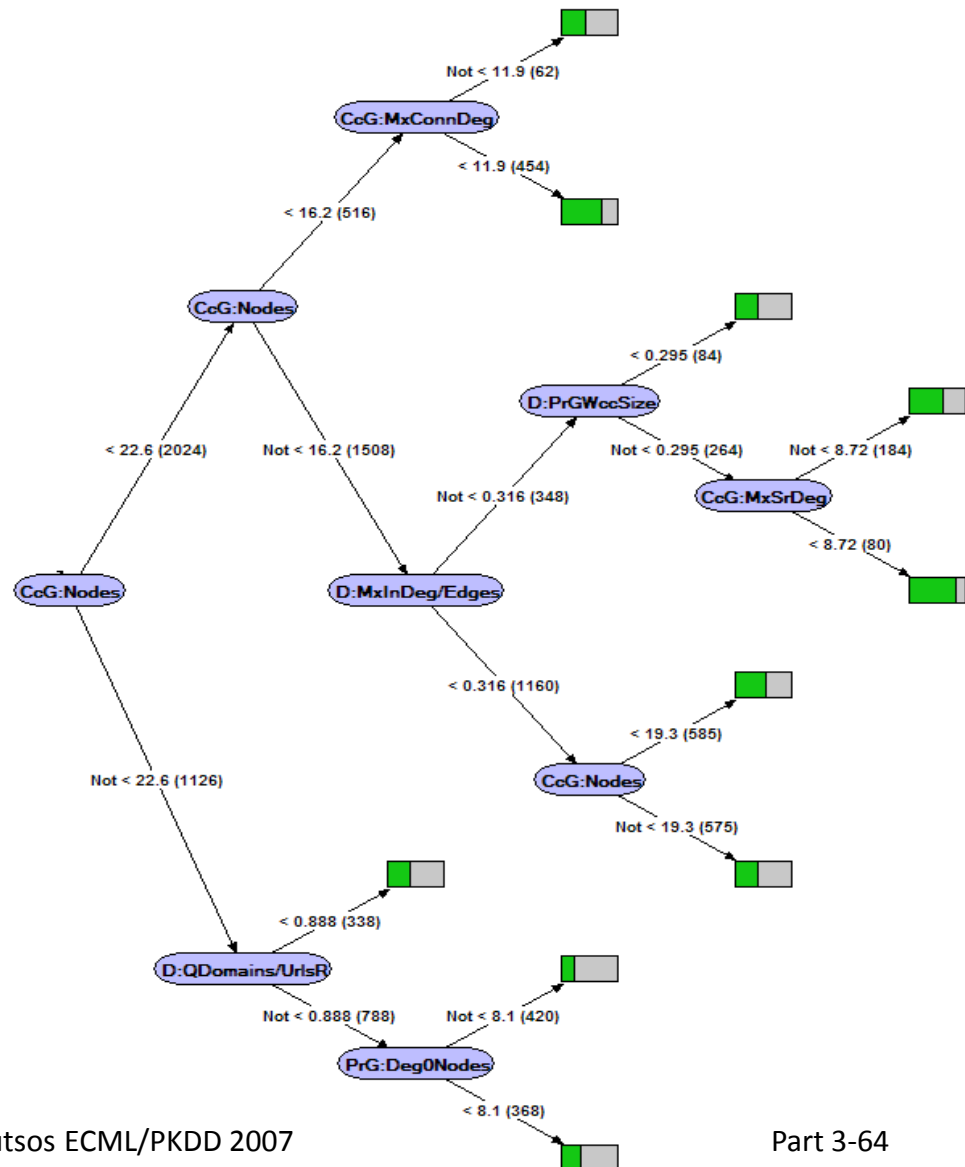 Not < 11.9 (62)
CcG:MxConnDeg
< 11.9 (454)
< 16.2 (516)
CcG:Nodes
< 0.295 (84)
D:PrGWccSize
< 22.6 (2024)
Not < 16.2 (1508)
Not < 0.295 (264)
Not < 8.72 (184)
Not < 0.316 (348)
CcG:MxSrDeg
< 8.72 (80)
CcG:Nodes
D:MxInDeg/Edges
< 0.316 (1160)
< 19.3 (585)
Not < 22.6 (1126)
CcG:Nodes
Not < 19.3 (575)
< 0.888 (338)
D:QDomains/UrlsR
Not < 0.888 (788)
Not < 8.1 (420)
PrG:Deg0Nodes
< 8.1 (368)
utsos ECML/PKDD 2007
Part 3-64